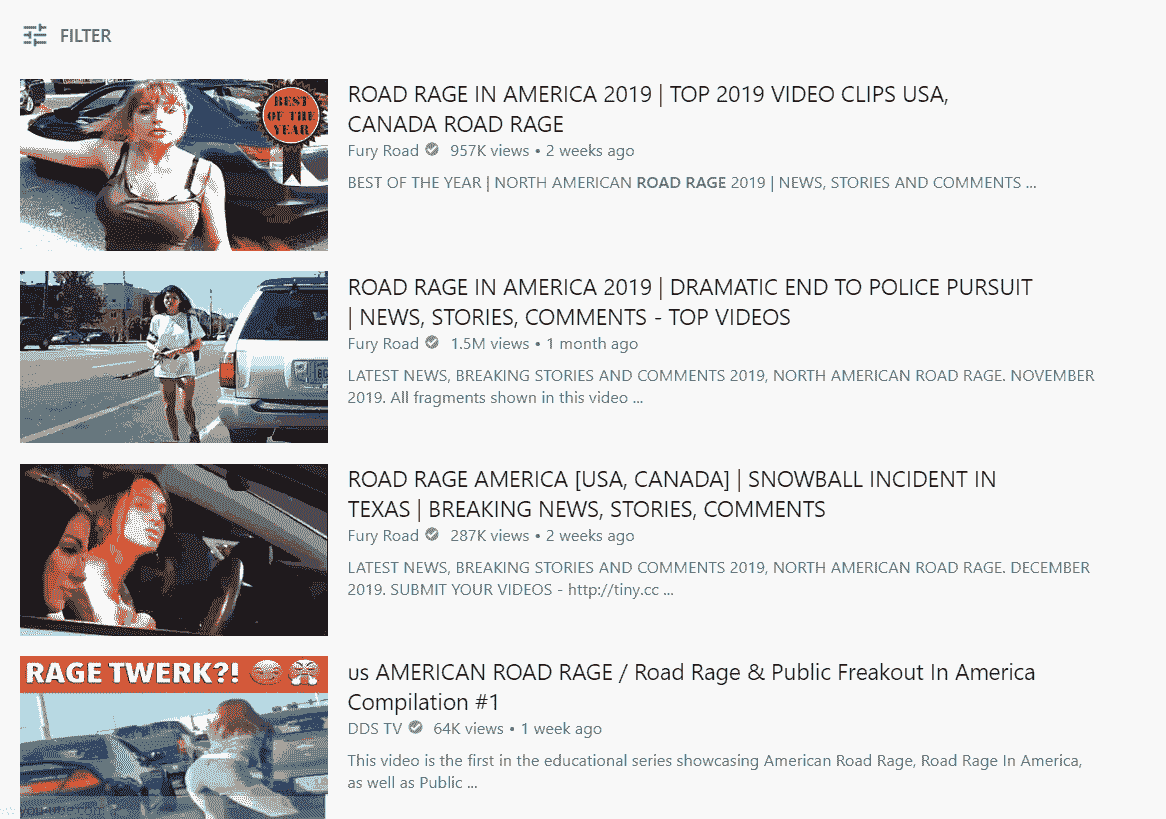 FILTER
BEST
OF THE
YEAR
ROAD RAGE IN AMERICA 2019 | TOP 2019 VIDEO CLIPS USA,
CANADA ROAD RAGE
Fury Road 957K views • 2 weeks ago
BEST OF THE YEAR | NORTH AMERICAN ROAD RAGE 2019 | NEWS, STORIES AND COMMENTS ...
ROAD RAGE IN AMERICA 2019 | DRAMATIC END TO POLICE PURSUIT
| NEWS, STORIES, COMMENTS - TOP VIDEOS
Fury Road 1.5M views • 1 month ago
LATEST NEWS, BREAKING STORIES AND COMMENTS 2019, NORTH AMERICAN ROAD RAGE. NOVEMBER
2019. All fragments shown in this video ...
ROAD RAGE AMERICA [USA, CANADA] | SNOWBALL INCIDENT IN
TEXAS | BREAKING NEWS, STORIES, COMMENTS
Fury Road 287K views • 2 weeks ago
LATEST NEWS, BREAKING STORIES AND COMMENTS 2019, NORTH AMERICAN ROAD RAGE. DECEMBER
2019. SUBMIT YOUR VIDEOS - http://tiny.cc ...
RAGE TWERK?!
us AMERICAN ROAD RAGE / Road Rage & Public Freakout In America
Compilation #1
DDS TV 64K views • 1 week ago
This video is the first in the educational series showcasing American Road Rage, Road Rage In America,
as well as Public ...